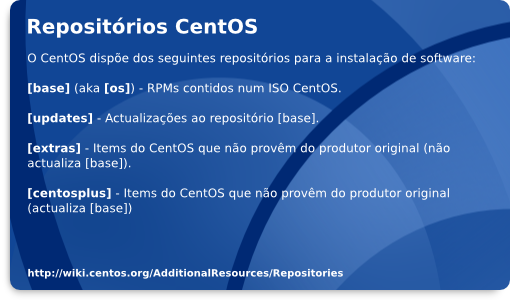 Repositórios CentOS
O CentOS dispõe dos seguintes repositórios para a instalação de software:
[base] (aka [os]) - RPMs contidos num ISO CentOS.
[updates] - Actualizações ao repositório [base].
[extras] - Items do CentOS que não provêm do produtor original (não
actualiza [base]).
[centosplus] - Items do CentOS que não provêm do produtor original
(actualiza [base])
http://wiki.centos.org/AdditionalResources/Repositories